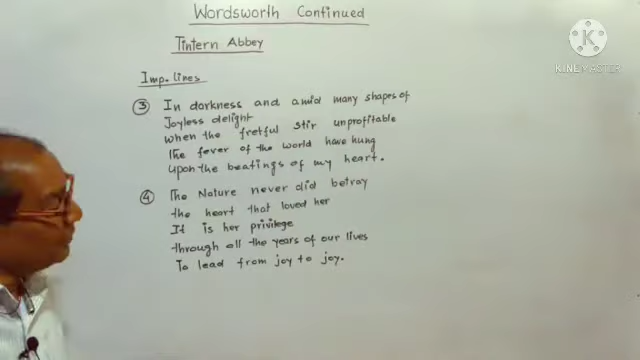 Wordsworth Continued
Tintern Abbey
Imp. lines
③ In darkness and amid many shapes of
Joyless delight
when the fretful stir unprofitable
The fever of the world have hung
Upon the beatings of my heart.
④ The Nature never did betray
the heart that loved her
It is her privilege
through all the years of our lives
To lead from joy to joy.
K
KINEMASTER